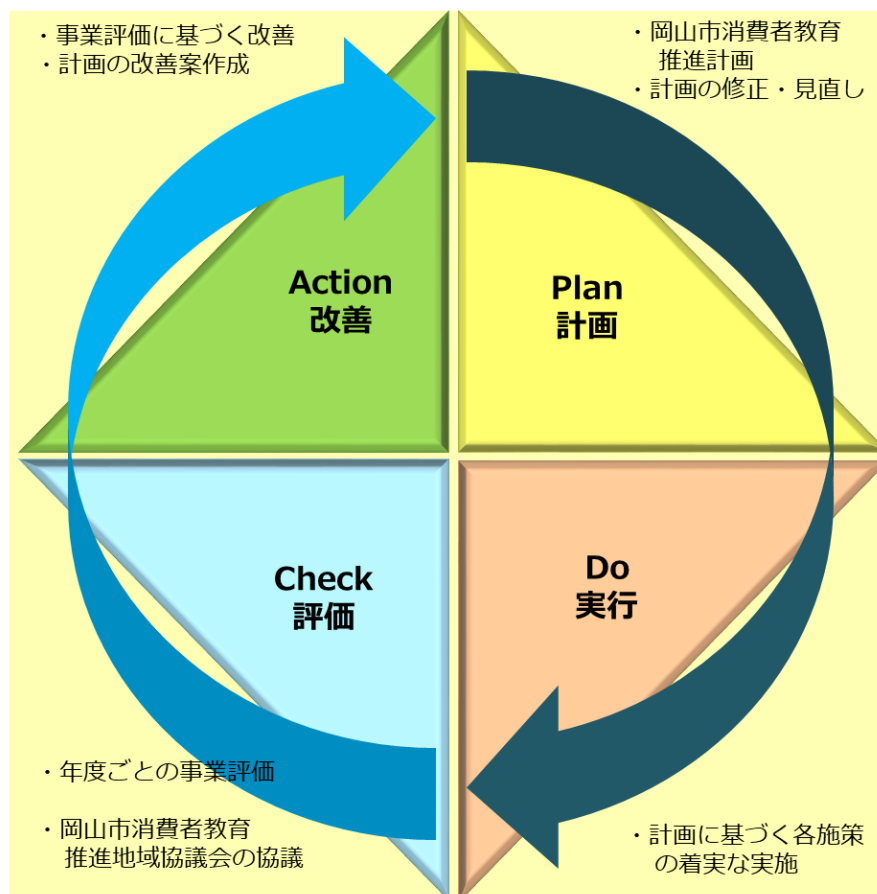 ・事業評価に基づく改善
・計画の改善案作成
・岡山市消費者教育
推進計画
・計画の修正・見直し
Action
改善
Plan
計画
Check
評価
Do
実行
・年度ごとの事業評価
・岡山市消費者教育
推進地域協議会の協議
・計画に基づく各施策
の着実な実施